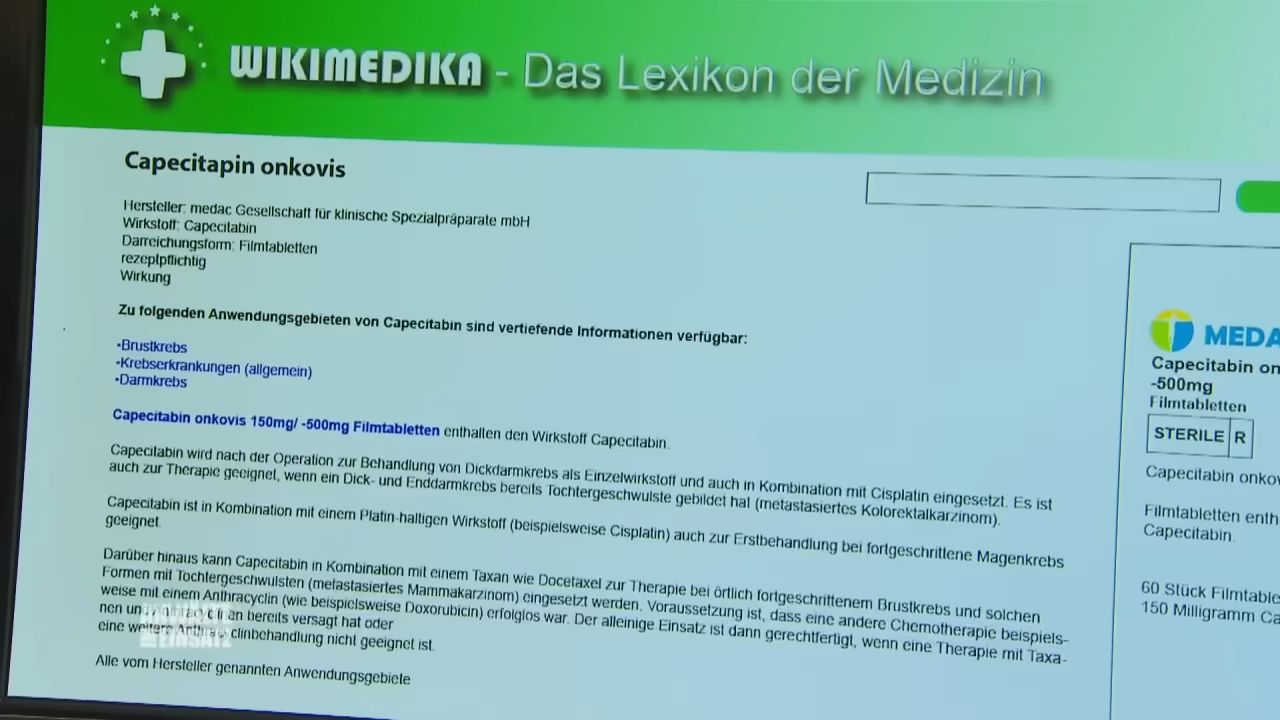 WIKIMEDIKA - Das Lexikon der Medizin
Capecitapin onkovis
Hersteller: medac Gesellschaft für klinische Spezialpräparate mbH
Wirkstoff: Capecitabin
Darreichungsform: Filmtabletten
rezeptpflichtig
Wirkung
Zu folgenden Anwendungsgebieten von Capecitabin sind vertiefende Informationen verfügbar:
•Brustkrebs
•Krebserkrankungen (allgemein)
•Darmkrebs
Capecitabin onkovis 150mg/ -500mg Filmtabletten enthalten den Wirkstoff Capecitabin.
Capecitabin wird nach der Operation zur Behandlung von Dickdarmkrebs als Einzelwirkstoff und auch in Kombination mit Cisplatin eingesetzt. Es ist
auch zur Therapie geeignet, wenn ein Dick- und Enddarmkrebs bereits Tochtergeschwulste gebildet hat (metastasiertes Kolorektalkarzinom).
Capecitabin ist in Kombination mit einem Platin-haltigen Wirkstoff (beispielsweise Cisplatin) auch zur Erstbehandlung bei fortgeschrittene Magenkrebs
geeignet.
Darüber hinaus kann Capecitabin in Kombination mit einem Taxan wie Docetaxel zur Therapie bei örtlich fortgeschrittenem Brustkrebs und solchen
Formen mit Tochtergeschwulsten (metastasiertes Mammakarzinom) eingesetzt werden. Voraussetzung ist, dass eine andere Chemotherapie beispiels-
weise mit einem Anthracyclin (wie beispielsweise Doxorubicin) erfolglos war. Der alleinige Einsatz ist dann gerechtfertigt, wenn eine Therapie mit Taxa-
nen und Anthracyclinen bereits versagt hat oder
eine weitere Anthracyclinbehandlung nicht geeignet ist.
Alle vom Hersteller genannten Anwendungsgebiete
MEDA
Capecitabin on
-500mg
Filmtabletten
STERILE R
Capecitabin onkov
Filmtabletten enth
Capecitabin.
60 Stück Filmtable
150 Milligramm Ca
EINSATZ